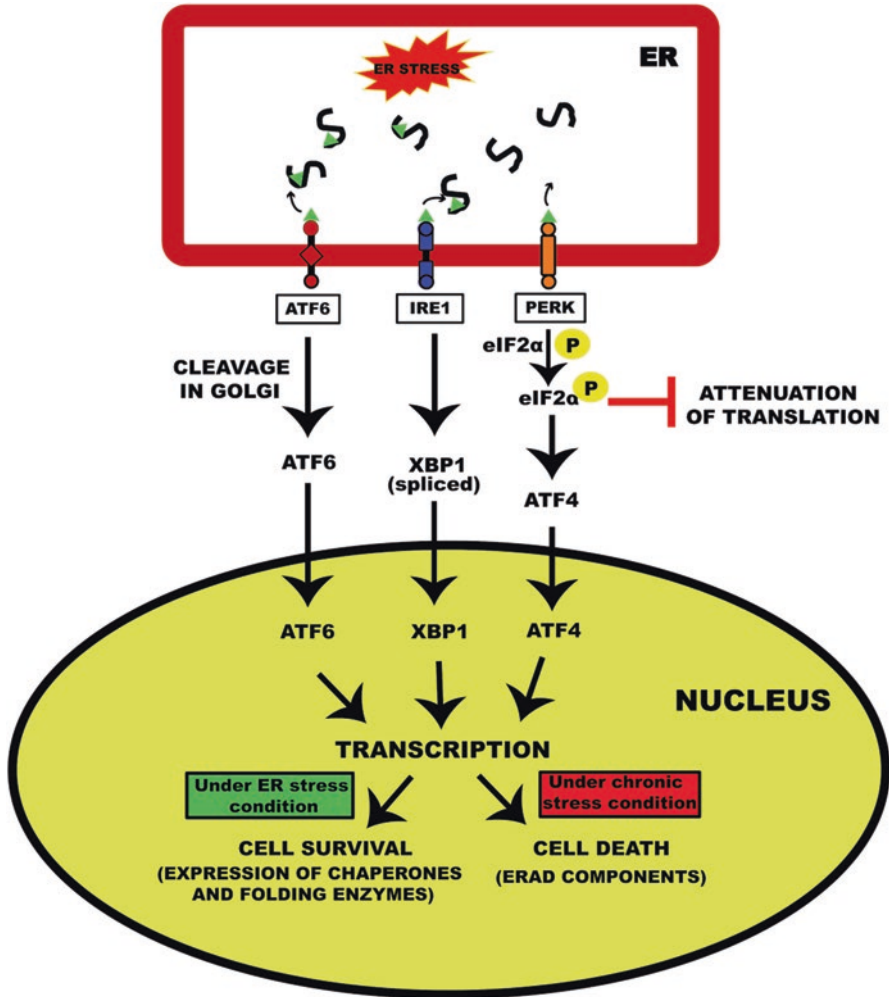 ER
ER STRESS
ATF6
IRE1
PERK
CLEAVAGE
IN GOLGI
eIF2α
P
eIF2α
P
ATTENUATION
OF TRANSLATION
ATF6
XBP1
(spliced)
ATF4
ATF6
XBP1
ATF4
NUCLEUS
TRANSCRIPTION
Under ER stress
condition
Under chronic
stress condition
CELL SURVIVAL
(EXPRESSION OF CHAPERONES
AND FOLDING ENZYMES)
CELL DEATH
(ERAD COMPONENTS)